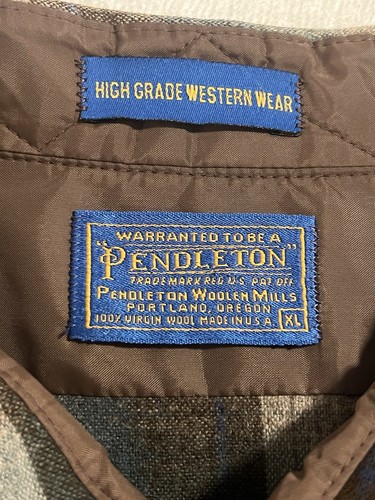 HIGH GRADE WESTERN WEAR
WARRANTED TO BE A
"PENDLETON"
TRADEMARK REG U.S. PAT. OFF.
PENDLETON WOOLEN MILLS
PORTLAND, OREGON
100% VIRGIN WOOL MADE IN U.S.A. XL